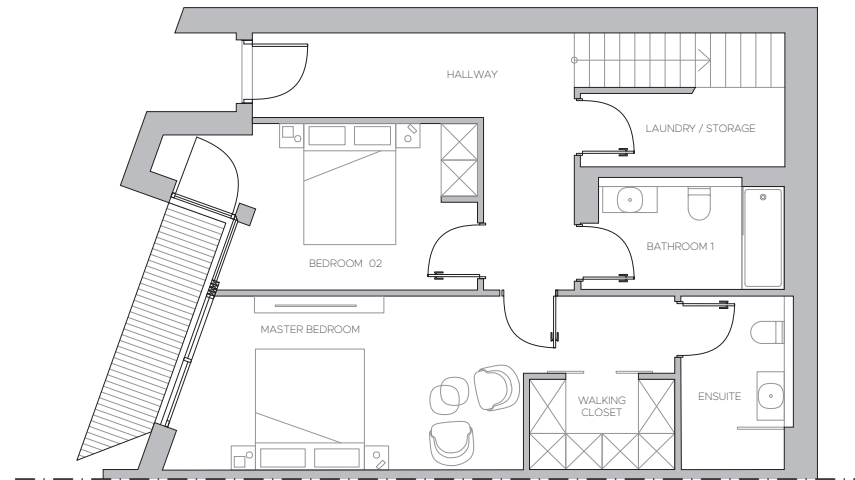 HALLWAY
LAUNDRY / STORAGE
BEDROOM 02
BATHROOM 1
MASTER BEDROOM
WALKING
CLOSET
ENSUITE